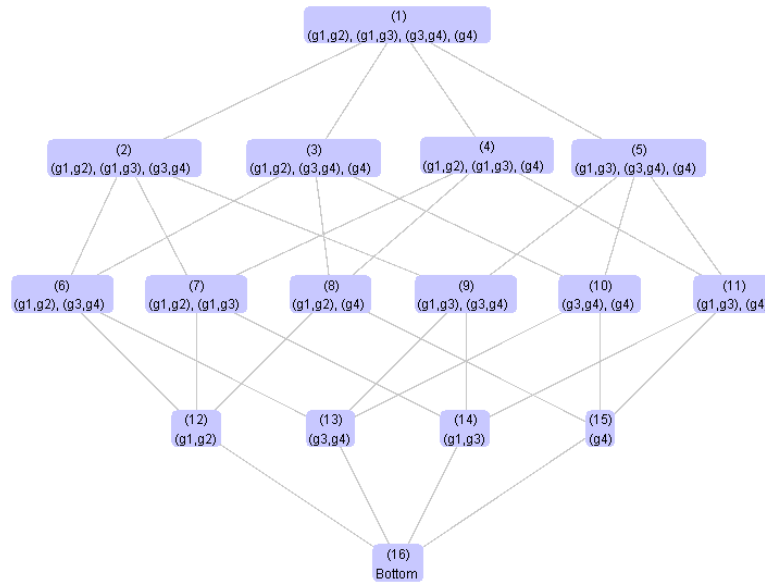 (1)
(g1,g2), (g1,g3), (g3,g4), (g4)
(2)
(g1,g2), (g1,g3), (g3,g4)
(3)
(g1,g2), (g3,g4), (g4)
(4)
(g1,g2), (g1,g3), (g4)
(5)
(g1,g3), (g3,g4), (g4)
(6)
(g1,g2), (g3,g4)
(7)
(g1,g2), (g1,g3)
(8)
(g1,g2), (g4)
(9)
(g1,g3), (g3,g4)
(10)
(g3,g4), (g4)
(11)
(g1,g3), (g4)
(12)
(g1,g2)
(13)
(g3,g4)
(14)
(g1,g3)
(15)
(g4)
(16)
Bottom